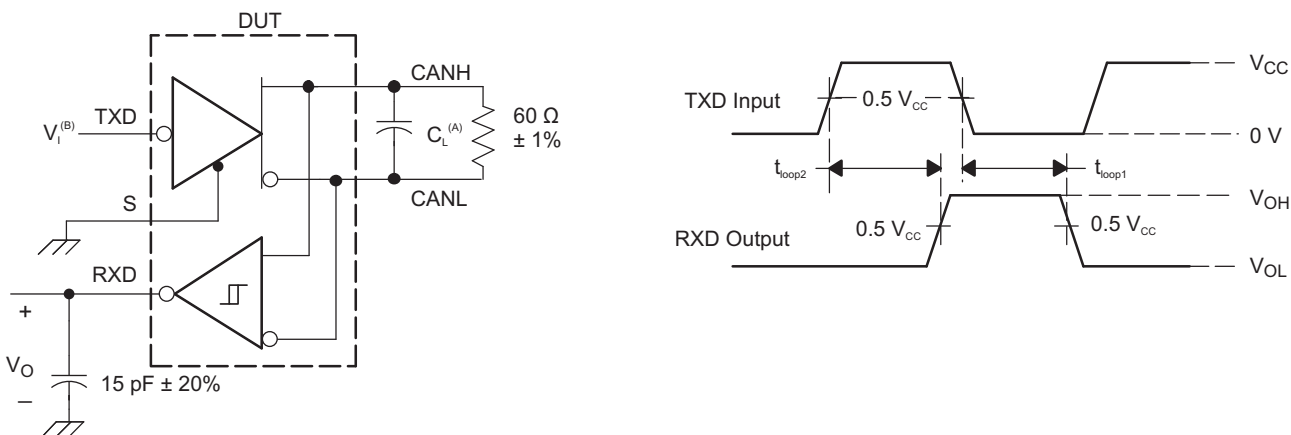 DUT
CANH
TXD
V_I^(B)
C_L^(A)
60 Ω
± 1%
CANL
S
RXD
+
V_O
–
15 pF ± 20%
V_CC
TXD Input
0.5 V_CC
0 V
t_loop2
t_loop1
V_OH
0.5 V_CC
0.5 V_CC
RXD Output
V_OL